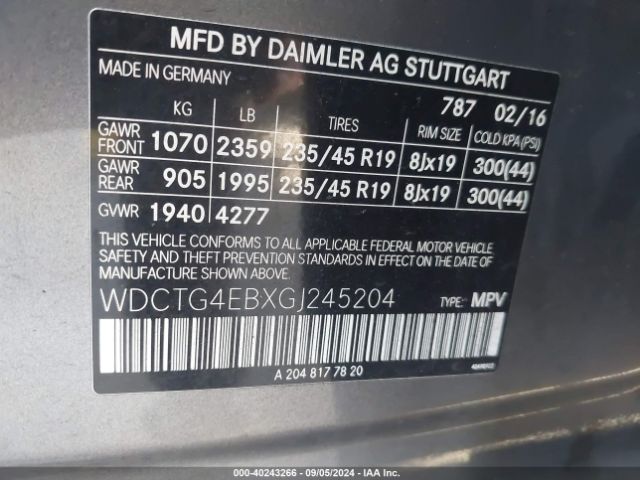 MFD BY DAIMLER AG STUTTGART
MADE IN GERMANY
787 02/16
KG LB TIRES RIM SIZE COLD KPA (PSI)
GAWR FRONT 1070 2359 235/45 R19 8Jx19 300(44)
GAWR REAR 905 1995 235/45 R19 8Jx19 300(44)
GVWR 1940 4277
THIS VEHICLE CONFORMS TO ALL APPLICABLE FEDERAL MOTOR VEHICLE
SAFETY AND THEFT PREVENTION STANDARDS IN EFFECT ON THE DATE OF
MANUFACTURE SHOWN ABOVE.
WDCTG4EBXGJ245204 TYPE: MPV
A 204 817 78 20
000-40243266 - 09/05/2024 - IAA Inc.